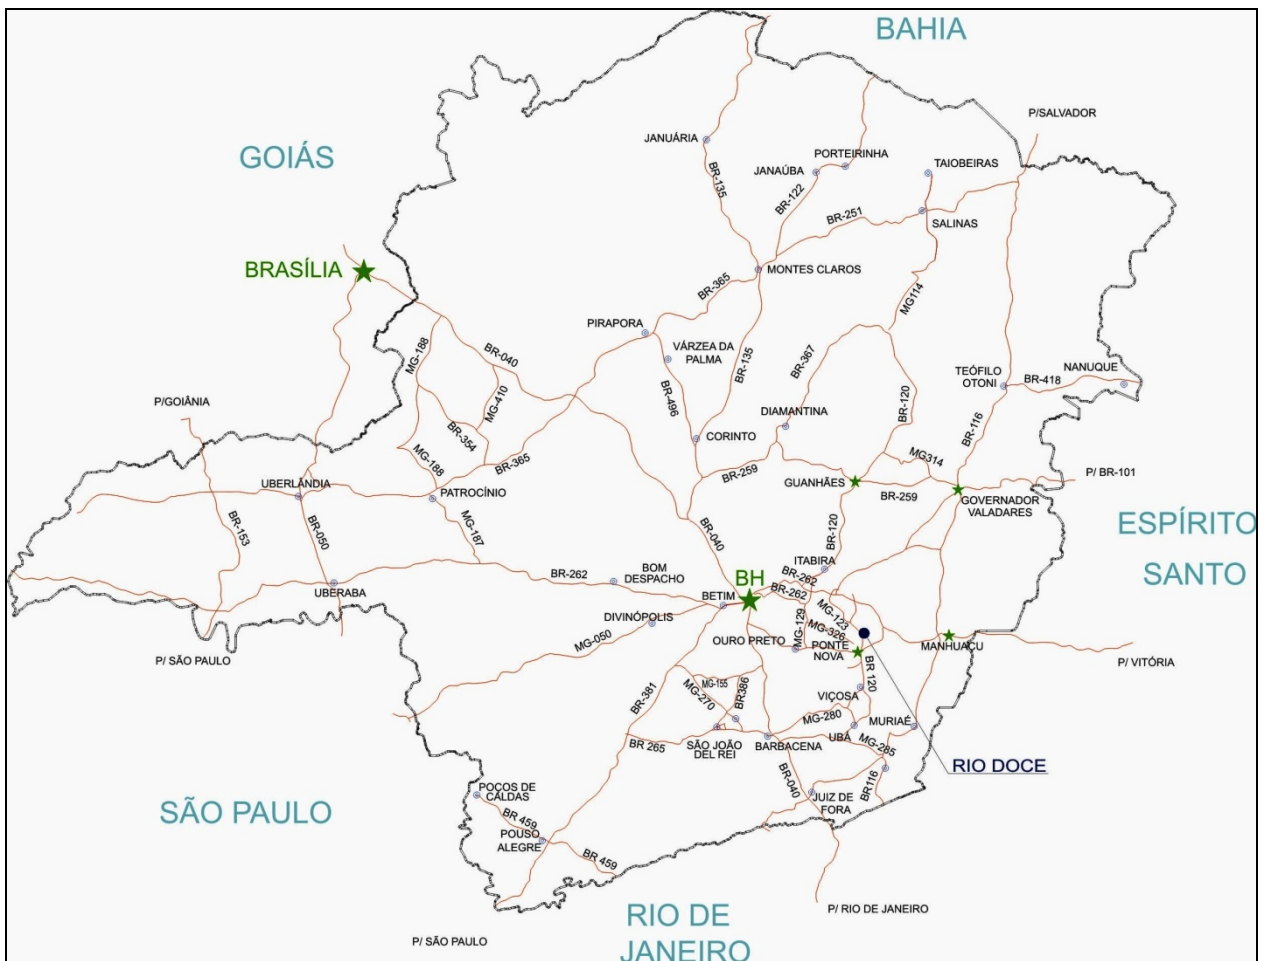 BAHIA
P/SALVADOR
GOIÁS
JANUÁRIA
PORTEIRINHA
TAIOBEIRAS
JANAÚBA
BR-135
BR-122
BR-251
SALINAS
BRASÍLIA
MONTES CLAROS
BR-365
MG114
PIRAPORA
VÁRZEA DA
PALMA
MG-188
BR-040
BR-135
BR-367
TEÓFILO
OTONI
NANUQUE
BR-418
P/GOIÂNIA
MG-410
BR-496
BR-120
DIAMANTINA
BR-116
BR-354
CORINTO
MG-188
BR-365
BR-259
MG314
P/ BR-101
UBERLÂNDIA
PATROCÍNIO
GUANHÃES
BR-259
GOVERNADOR
VALADARES
BR-153
BR-050
MG-187
BR-040
BR-120
ESPÍRITO
SANTO
ITABIRA
BOM
DESPACHO
BR-262
BH
BR-262
BR-262
UBERABA
BETIM
DIVINÓPOLIS
MG-123
MG-129
MG-326
MG-050
OURO PRETO
PONTE
NOVA
MANHUAÇU
P/ SÃO PAULO
P/ VITÓRIA
BR 120
MG-155
MG-270
BR386
BR-381
VIÇOSA
MG-280
MURIAÉ
UBÁ
BR 265
SÃO JOÃO
DEL REI
BARBACENA
MG-285
RIO DOCE
BR-040
BR116
POÇOS DE
CALDAS
JUIZ DE
FORA
SÃO PAULO
BR 459
POUSO
ALEGRE
BR 459
P/ RIO DE JANEIRO
RIO DE
JANEIRO
P/ SÃO PAULO